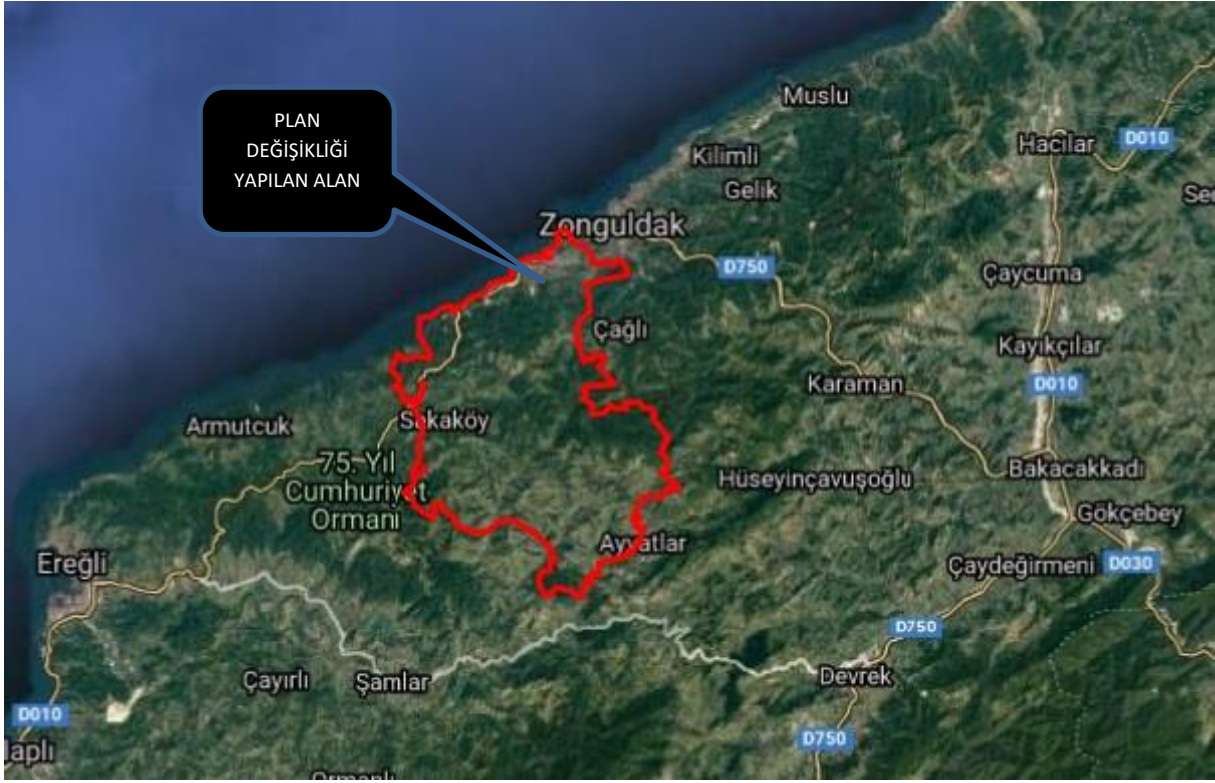 PLAN
DEĞİŞİKLİĞİ
YAPILAN ALAN
Muslu
Kilimli
Gelik
Hacılar
D010
Zonguldak
D750
Çaycuma
Çağlı
Kayıkçılar
Karaman
D010
Armutcuk
Sakaköy
75. Yıl
Cumhuriyet
Ormanı
Hüseyinçavuşoğlu
Bakacakkadı
Gökçebey
Ereğli
Ayvatlar
Çaydeğirmeni
D030
D750
Çayırlı
Şamlar
Devrek
D010
D750
laplı
Ormanlı